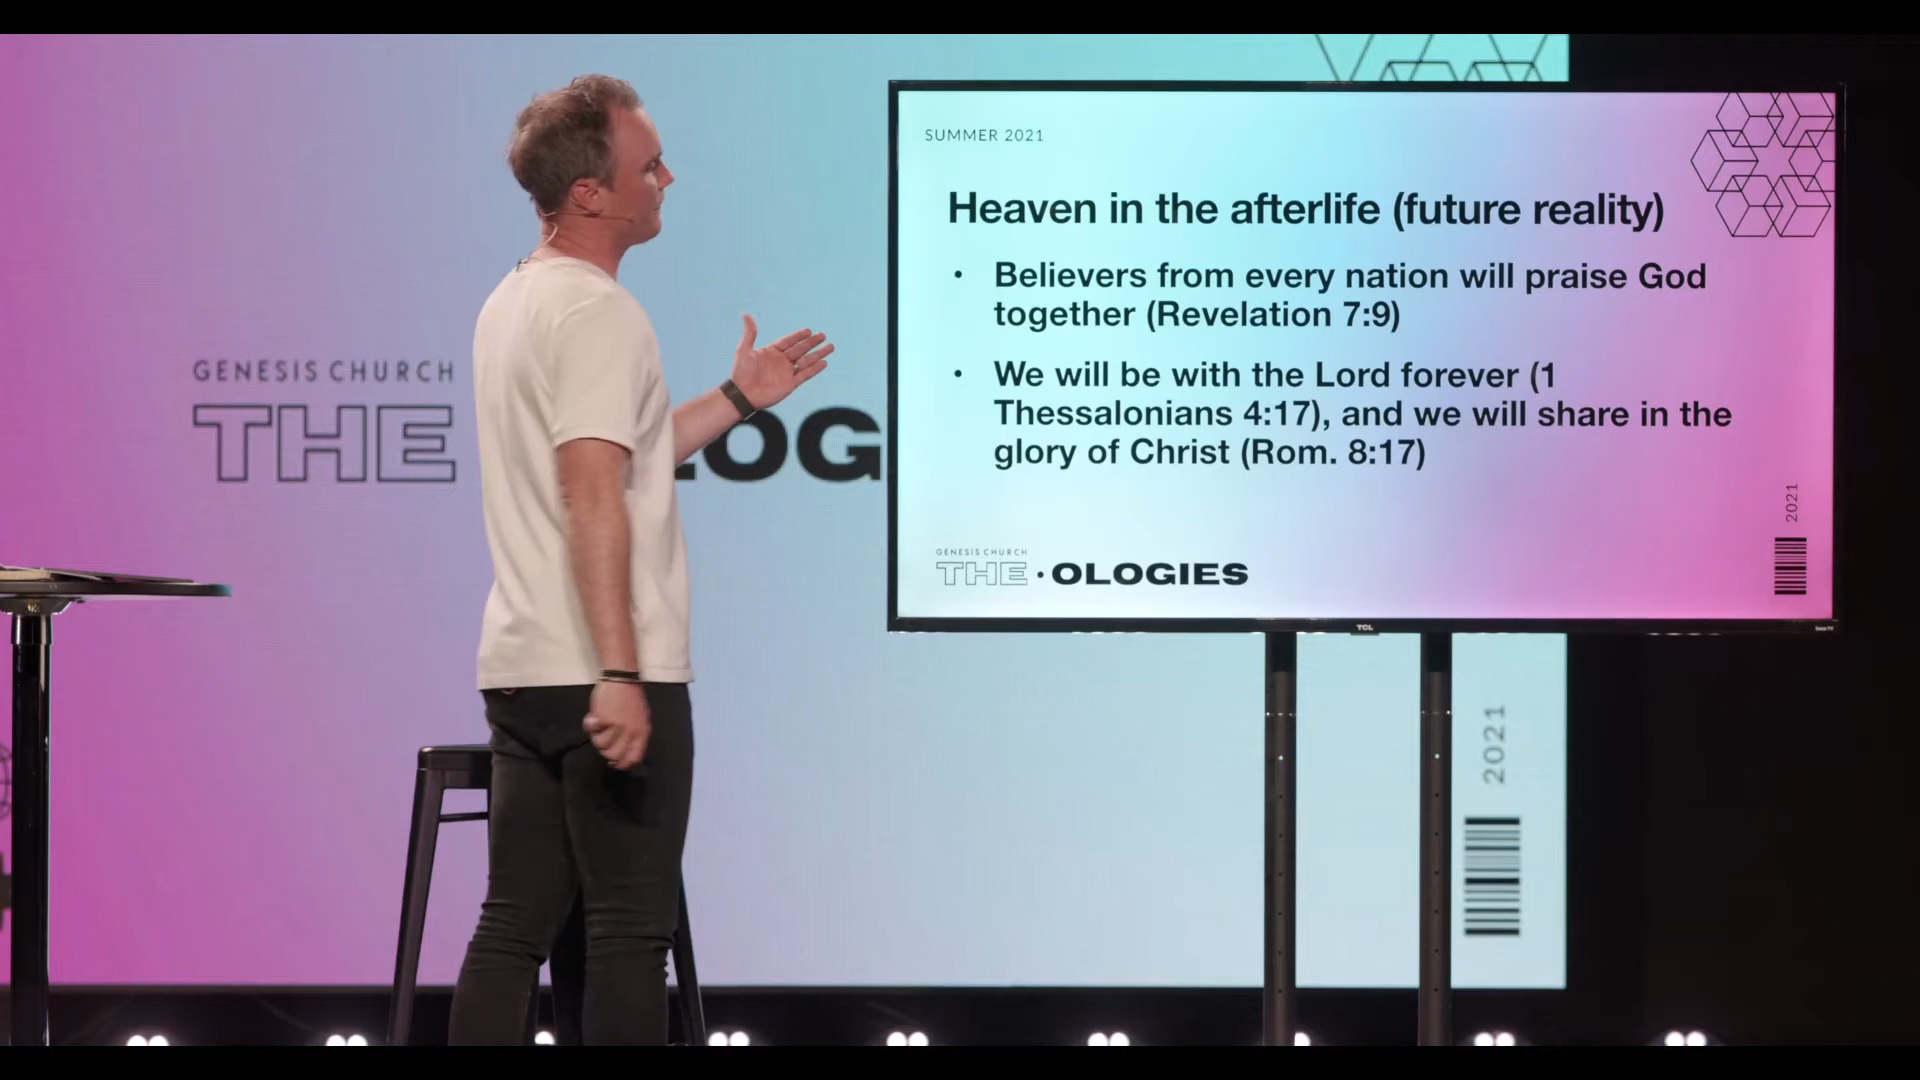 SUMMER 2021
Heaven in the afterlife (future reality)
• Believers from every nation will praise God
together (Revelation 7:9)
• We will be with the Lord forever (1
Thessalonians 4:17), and we will share in the
glory of Christ (Rom. 8:17)
2021
GENESIS CHURCH
THE • OLOGIES
TCL
GENESIS CHURCH
THE
LOG
2021